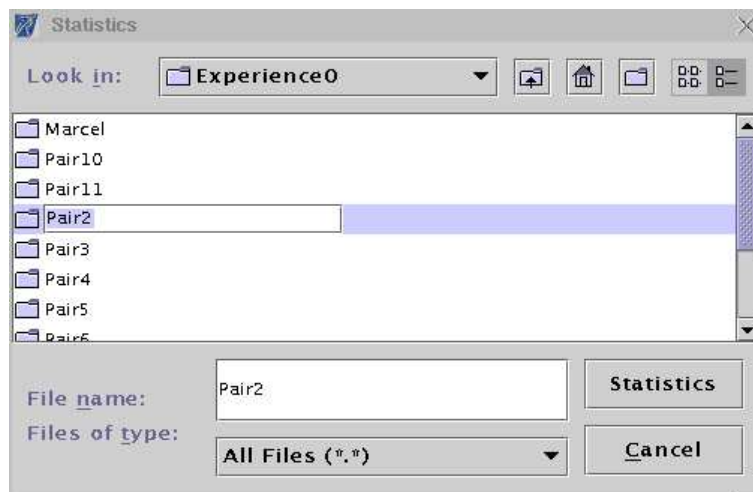 Statistics
Look in: Experience0
Marcel
Pair10
Pair11
Pair2
Pair3
Pair4
Pair5
Pair6
File name: Pair2
Statistics
Files of type: All Files (*.*)
Cancel